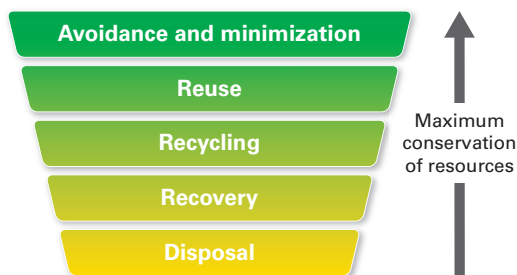 Avoidance and minimization
Reuse
Recycling
Recovery
Disposal
Maximum
conservation
of resources